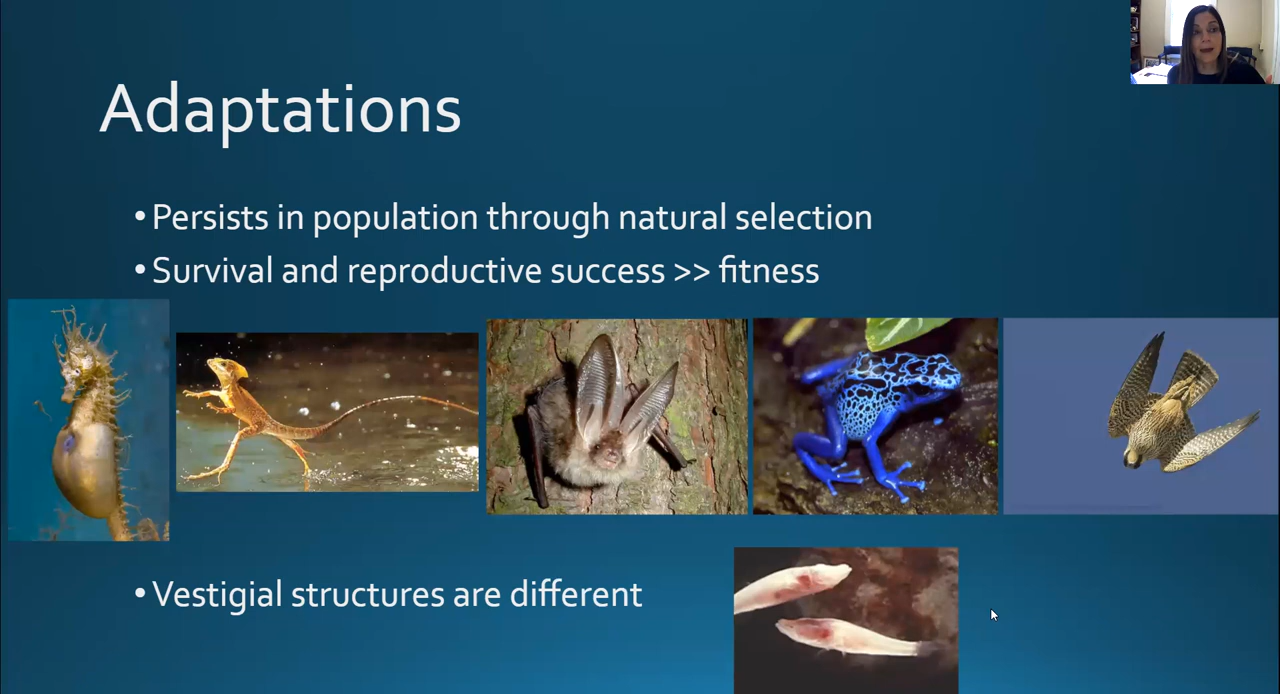 Adaptations
• Persists in population through natural selection
• Survival and reproductive success >> fitness
• Vestigial structures are different